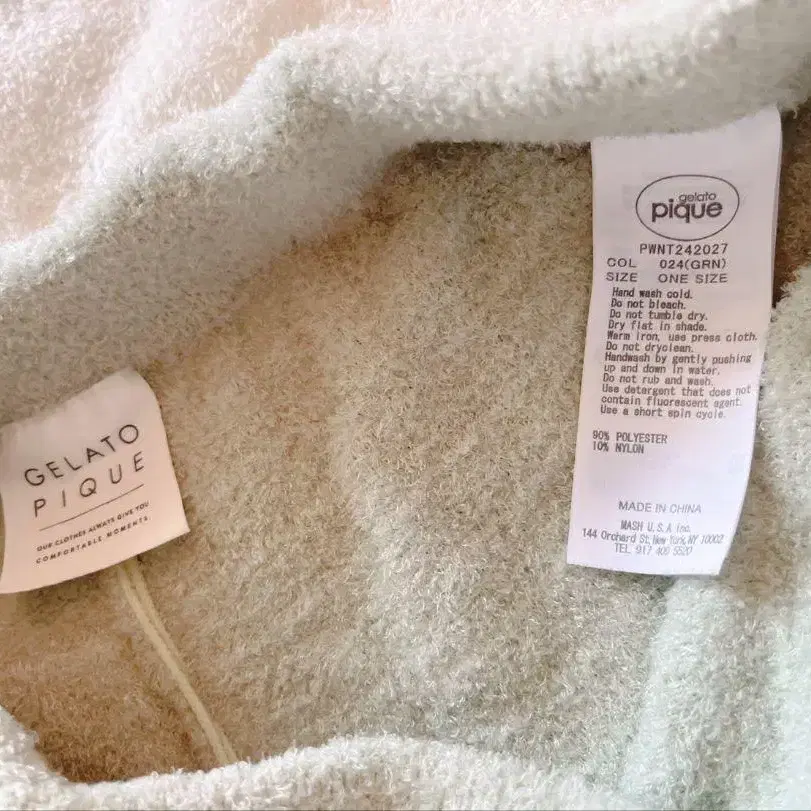 GELATO
PIQUE
OUR CLOTHES ALWAYS GIVE YOU
COMFORTABLE MOMENTS.
gelato
pique
PWNT242027
COL 024(GRN)
SIZE ONE SIZE
Hand wash cold.
Do not bleach.
Do not tumble dry.
Dry flat in shade.
Warm iron, use press cloth.
Do not dryclean.
Handwash by gently pushing
up and down in water.
Do not rub and wash.
Use detergent that does not
contain fluorescent agent.
Use a short spin cycle.
90% POLYESTER
10% NYLON
MADE IN CHINA
MASH U.S.A Inc.
144 Orchard St, New York, NY 10002
TEL 917 409 5520